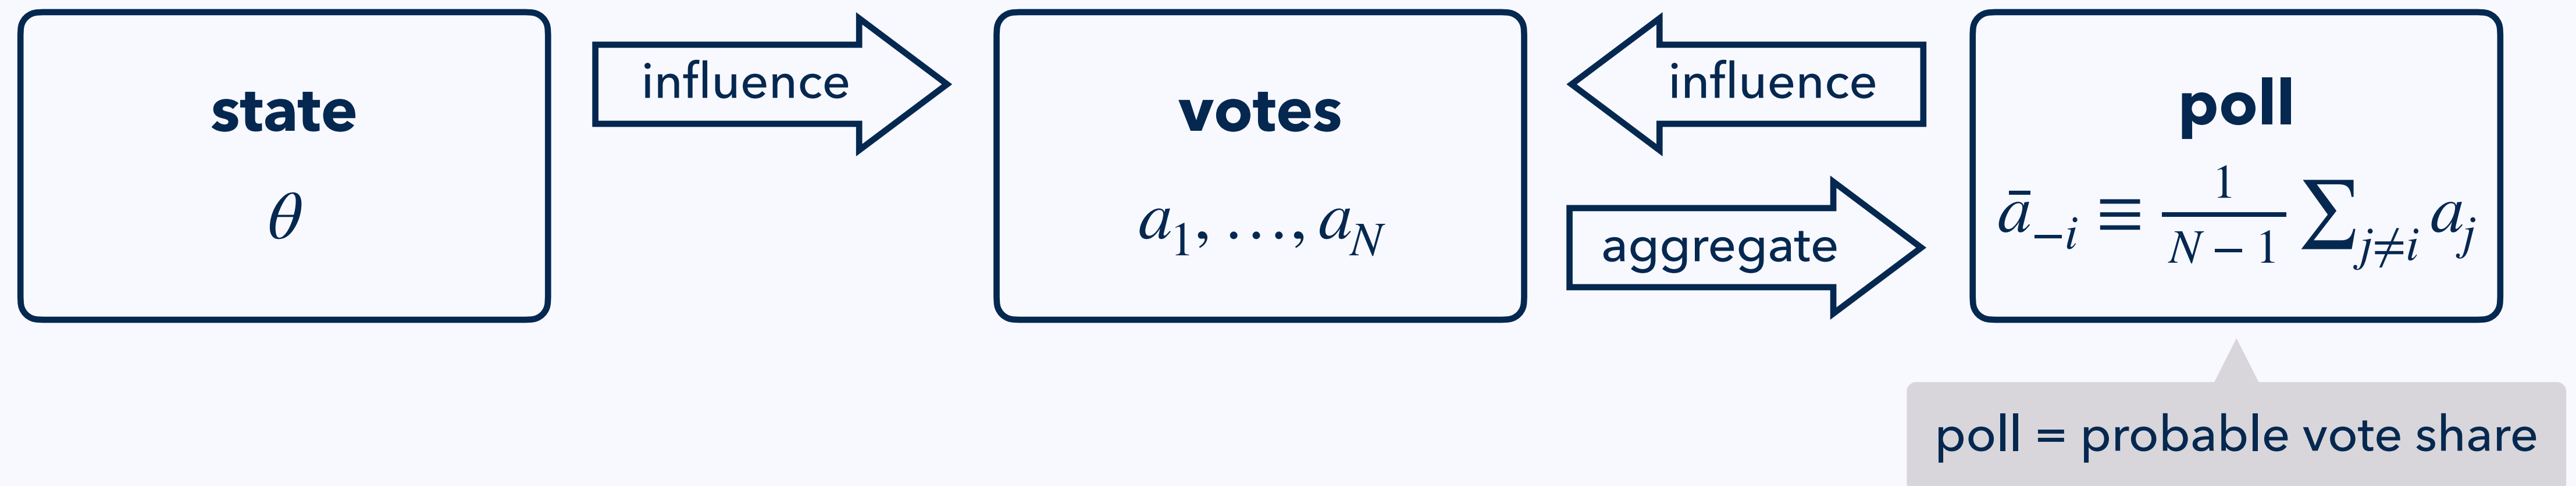 state
θ
influence
votes
a₁, …, a_N
influence
aggregate
poll
ā₋ᵢ ≡ 1/(N − 1) ∑_{j≠i} aⱼ
poll = probable vote share